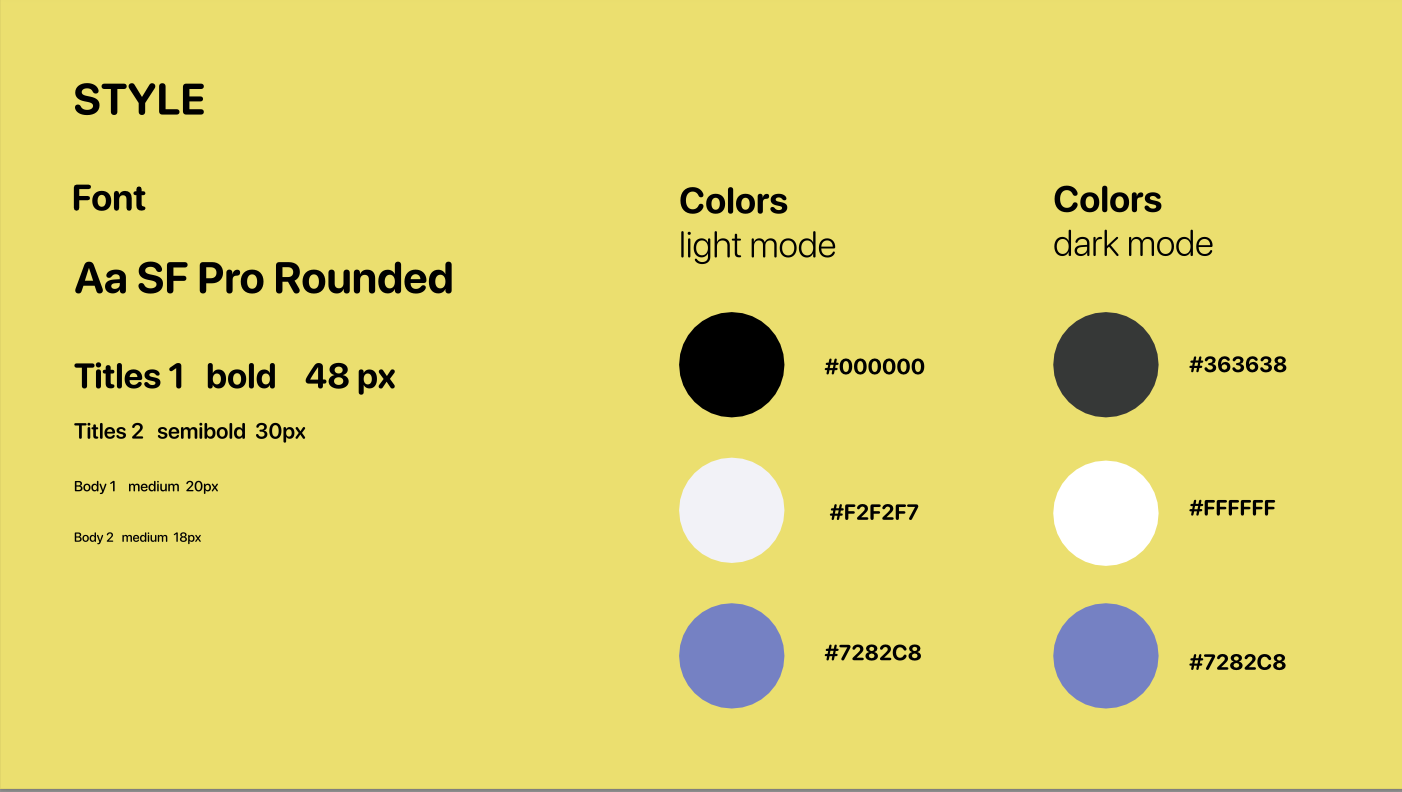 STYLE
Font
Aa SF Pro Rounded
Titles 1 bold 48 px
Titles 2 semibold 30px
Body 1 medium 20px
Body 2 medium 18px
Colors
light mode
#000000
#F2F2F7
#7282C8
Colors
dark mode
#363638
#FFFFFF
#7282C8